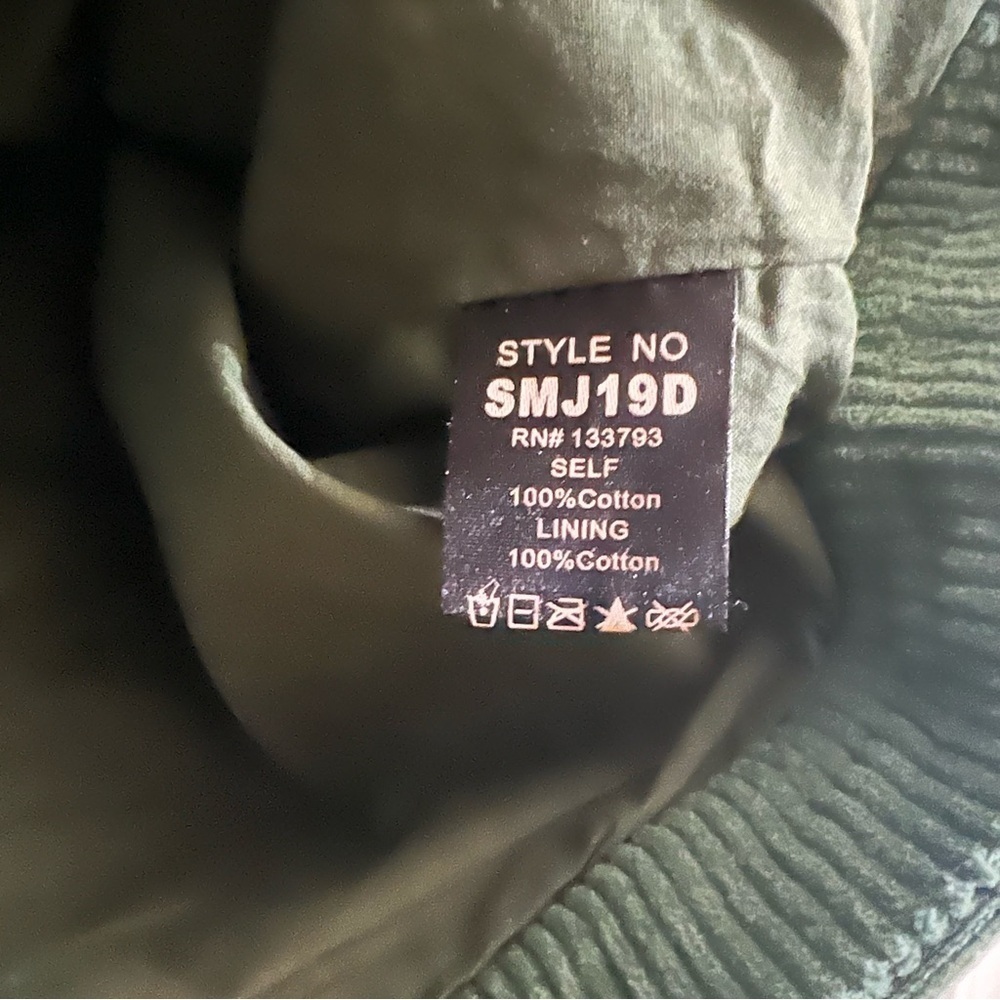 STYLE NO
SMJ19D
RN# 133793
SELF
100%Cotton
LINING
100%Cotton